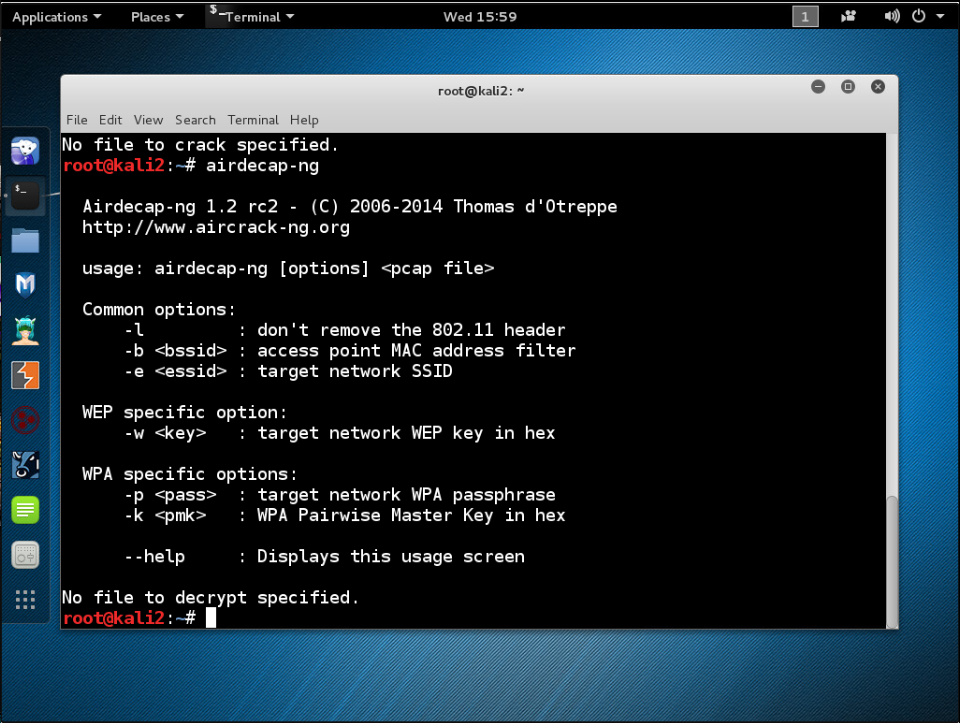 Applications Places Terminal Wed 15:59 1
root@kali2: ~
File Edit View Search Terminal Help
No file to crack specified.
root@kali2:~# airdecap-ng
Airdecap-ng 1.2 rc2 - (C) 2006-2014 Thomas d'Otreppe
http://www.aircrack-ng.org
usage: airdecap-ng [options] <pcap file>
Common options:
-l : don't remove the 802.11 header
-b <bssid> : access point MAC address filter
-e <essid> : target network SSID
WEP specific option:
-w <key> : target network WEP key in hex
WPA specific options:
-p <pass> : target network WPA passphrase
-k <pmk> : WPA Pairwise Master Key in hex
--help : Displays this usage screen
No file to decrypt specified.
root@kali2:~#